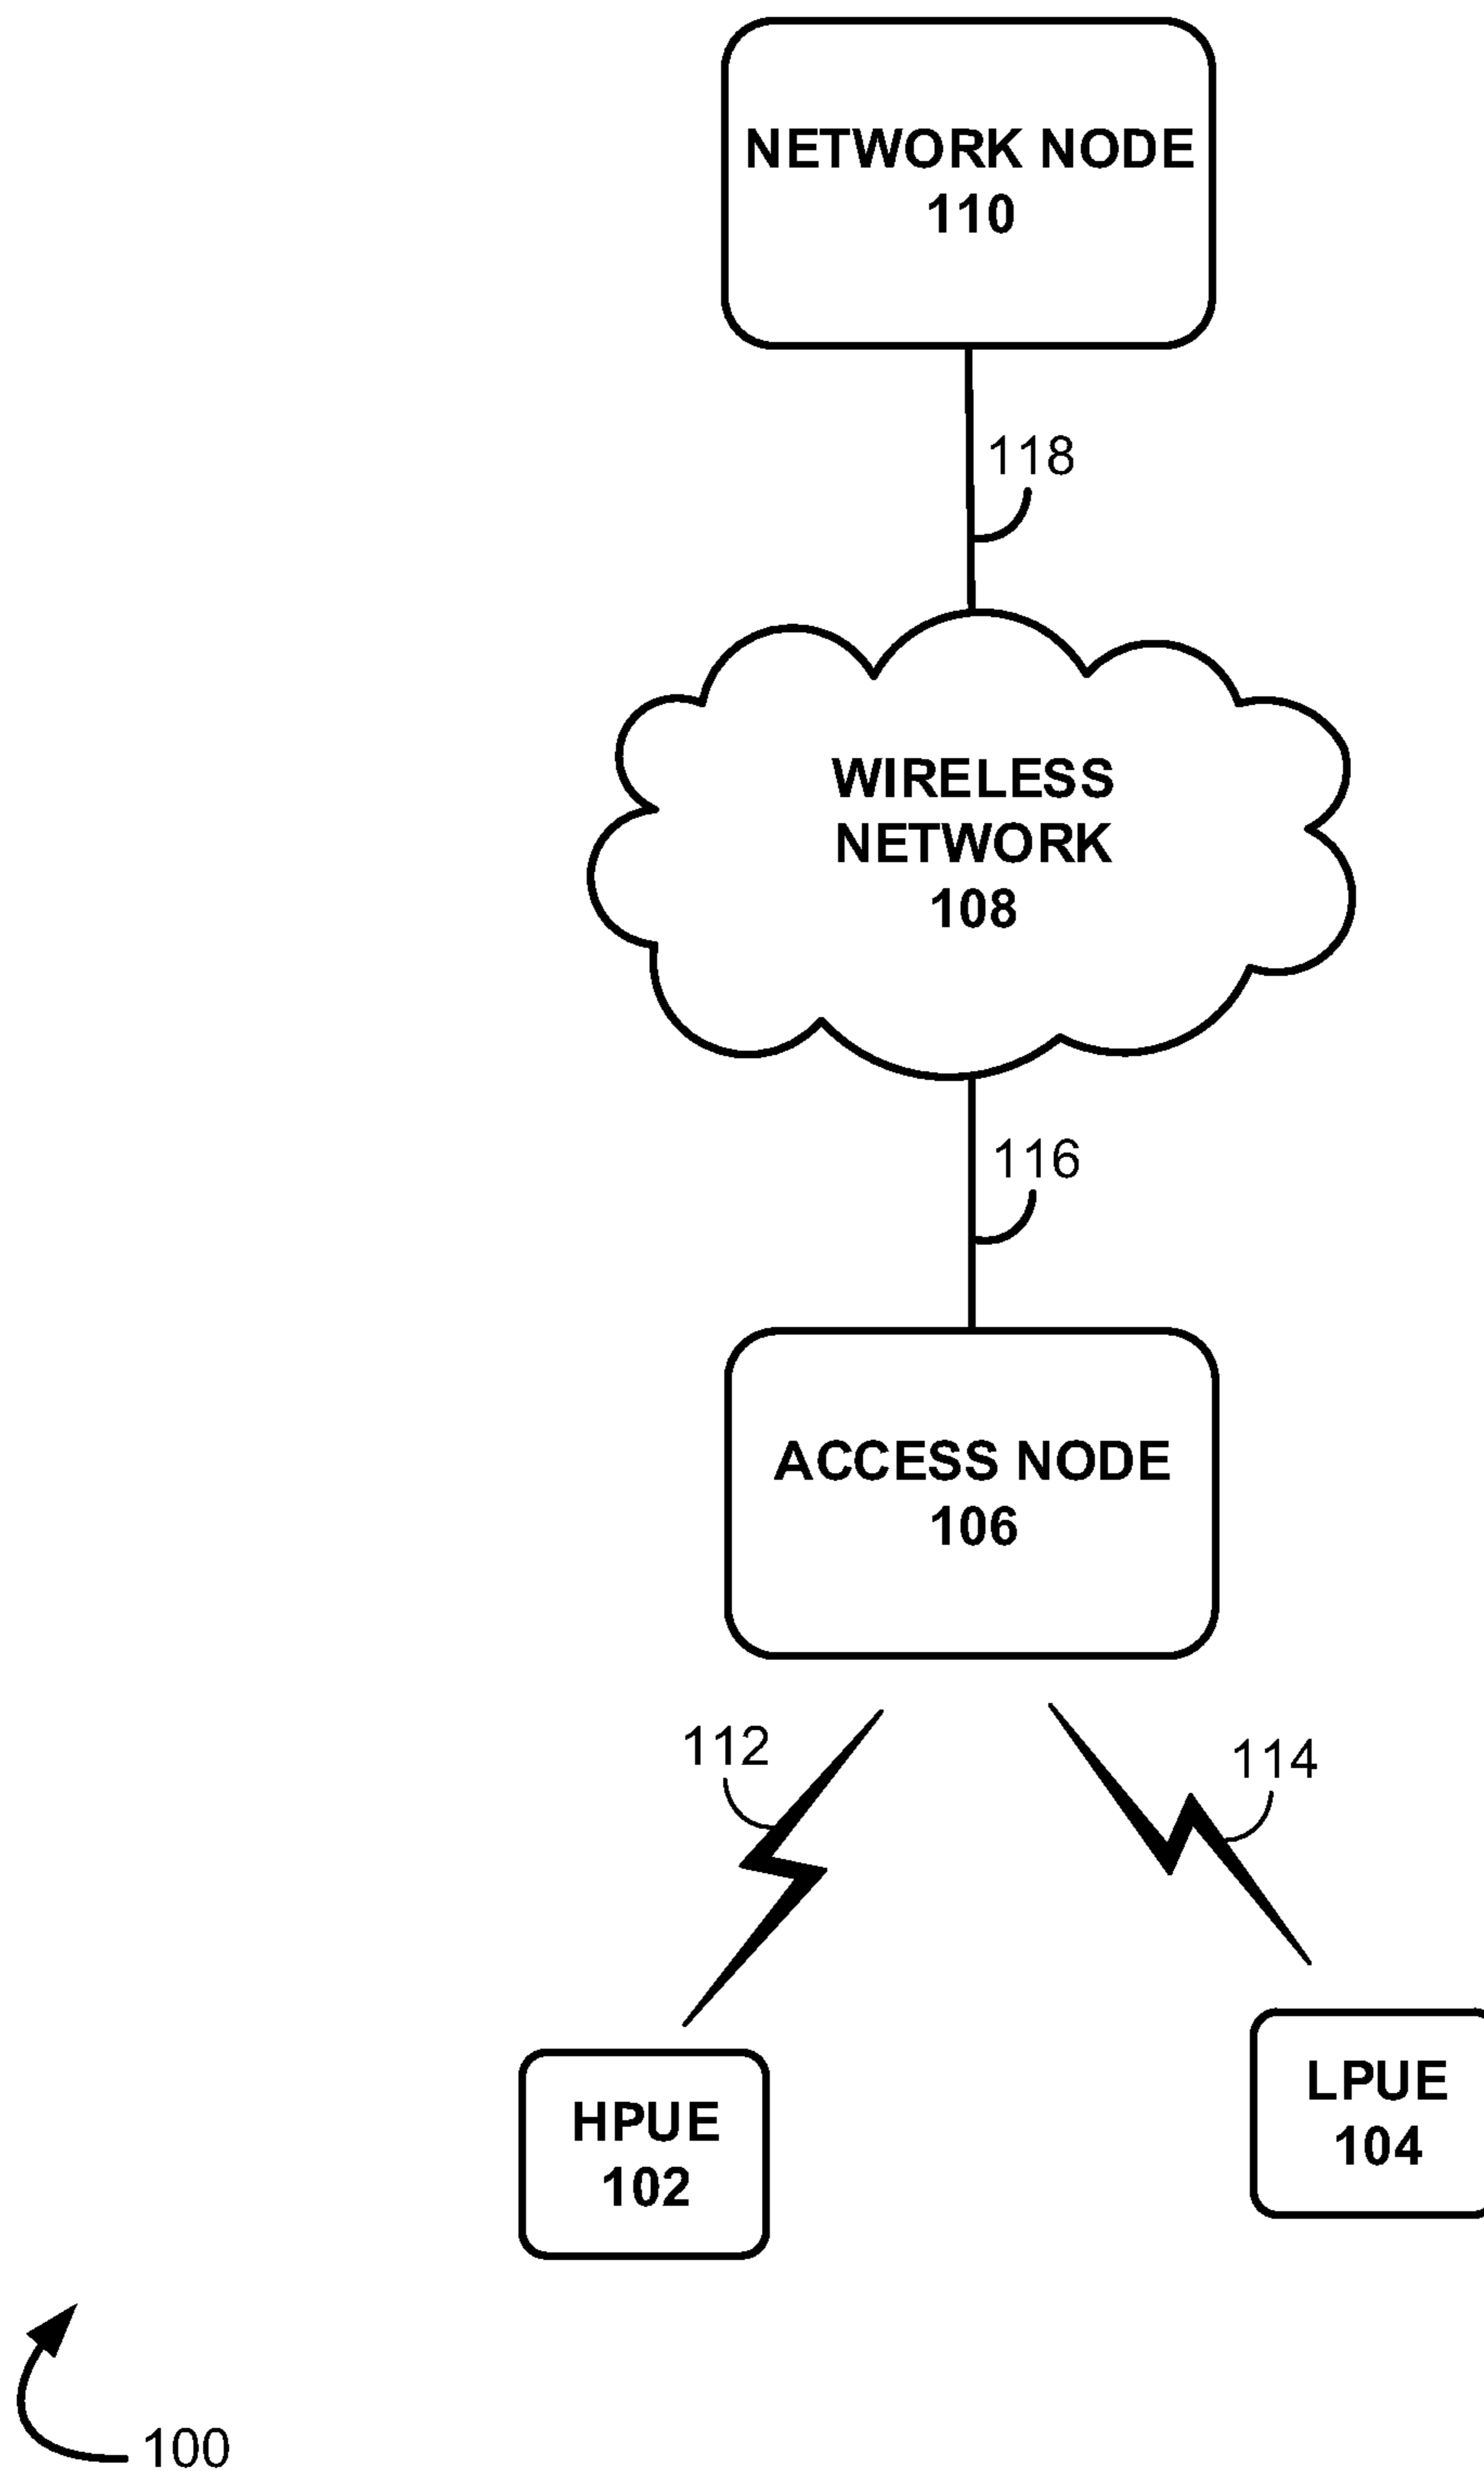 NETWORK NODE
110
118
WIRELESS
NETWORK
108
116
ACCESS NODE
106
112
114
HPUE
102
LPUE
104
100